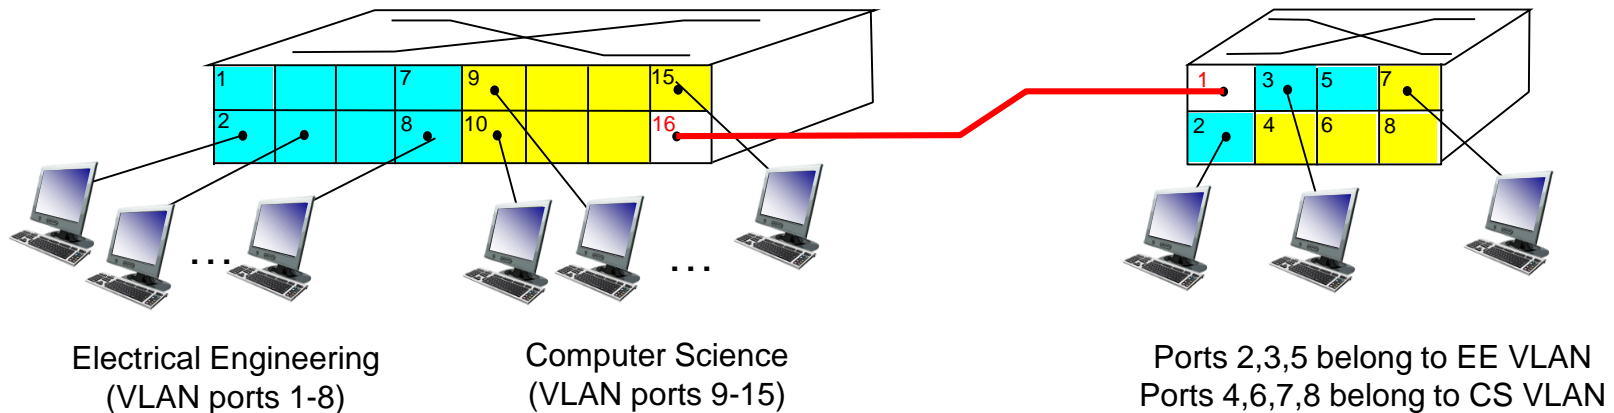 1 7 9 15
2 8 10 16
1 3 5 7
2 4 6 8
... ...
Electrical Engineering
(VLAN ports 1-8)
Computer Science
(VLAN ports 9-15)
Ports 2,3,5 belong to EE VLAN
Ports 4,6,7,8 belong to CS VLAN